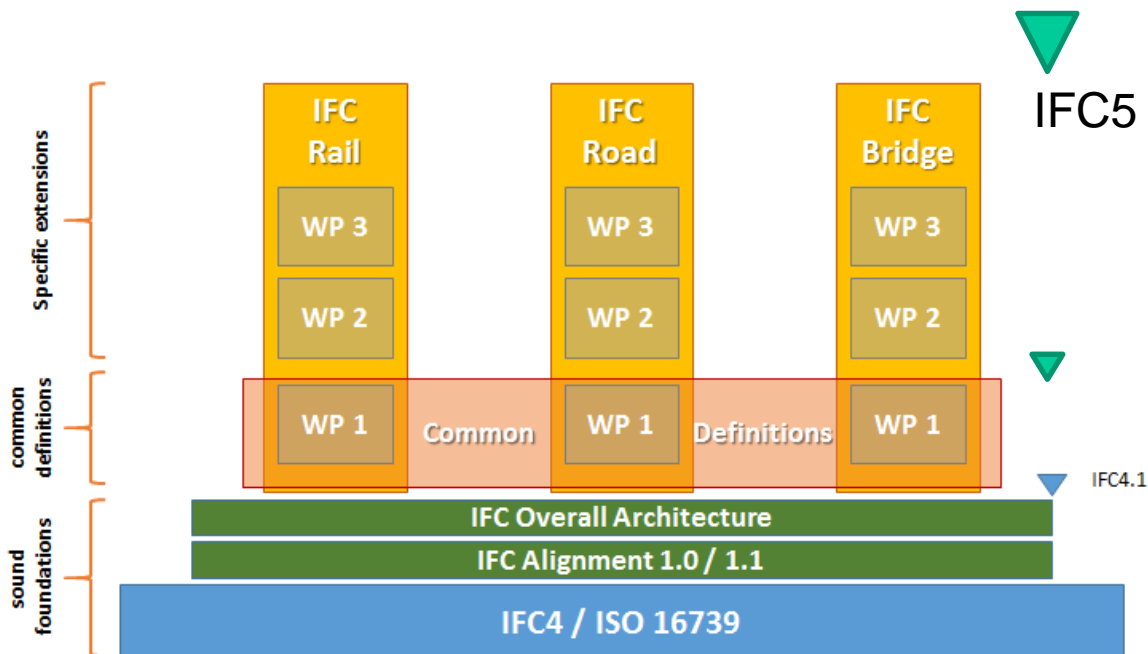 IFC5
IFC
Rail
IFC
Road
IFC
Bridge
Specific extensions
WP 3
WP 3
WP 3
WP 2
WP 2
WP 2
common
definitions
WP 1
Common
WP 1
Definitions
WP 1
IFC4.1
sound
foundations
IFC Overall Architecture
IFC Alignment 1.0 / 1.1
IFC4 / ISO 16739